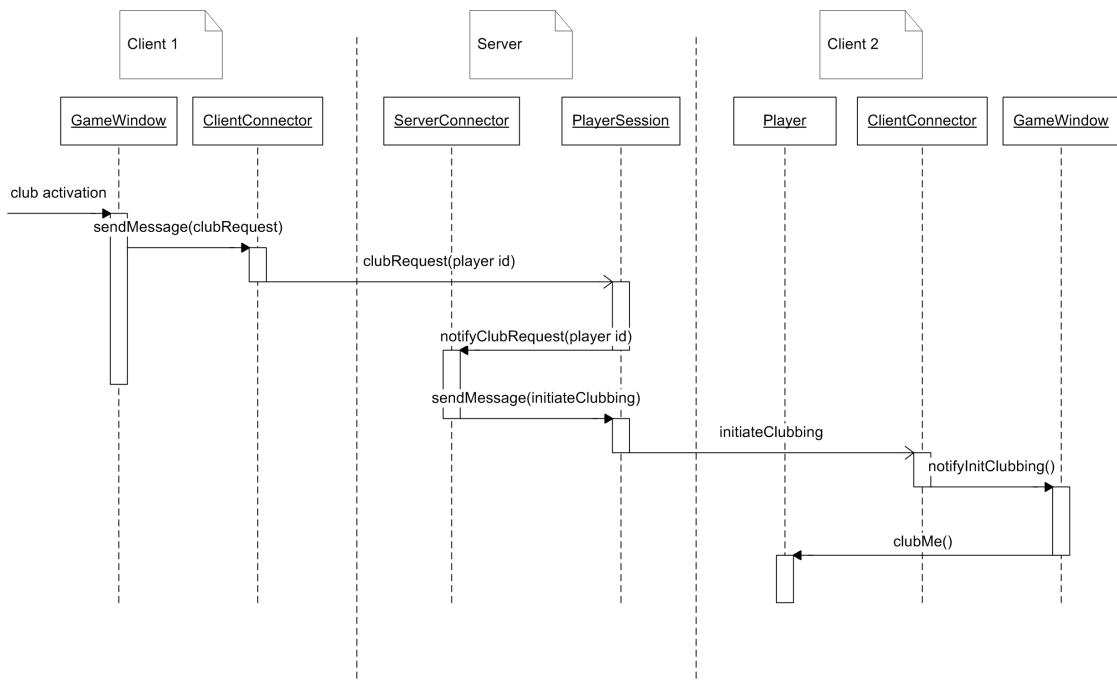 Client 1
Server
Client 2
GameWindow
ClientConnector
ServerConnector
PlayerSession
Player
ClientConnector
GameWindow
club activation
sendMessage(clubRequest)
clubRequest(player id)
notifyClubRequest(player id)
sendMessage(initiateClubbing)
initiateClubbing
notifyInitClubbing()
clubMe()